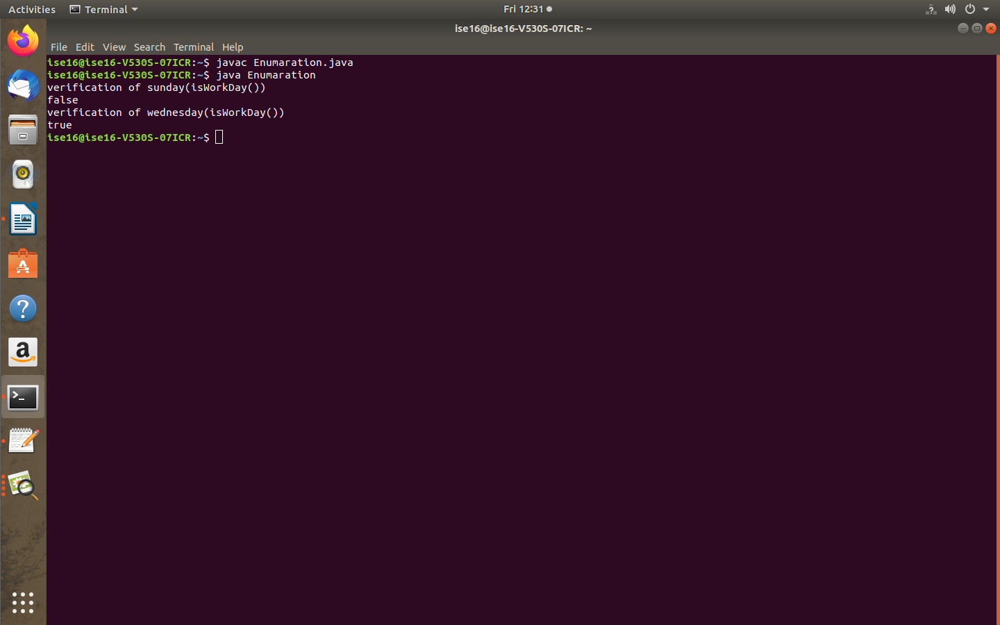 Activities Terminal Fri 12:31
ise16@ise16-V530S-07ICR: ~
File Edit View Search Terminal Help
ise16@ise16-V530S-07ICR:~$ javac Enumaration.java
ise16@ise16-V530S-07ICR:~$ java Enumaration
verification of sunday(isWorkDay())
false
verification of wednesday(isWorkDay())
true
ise16@ise16-V530S-07ICR:~$